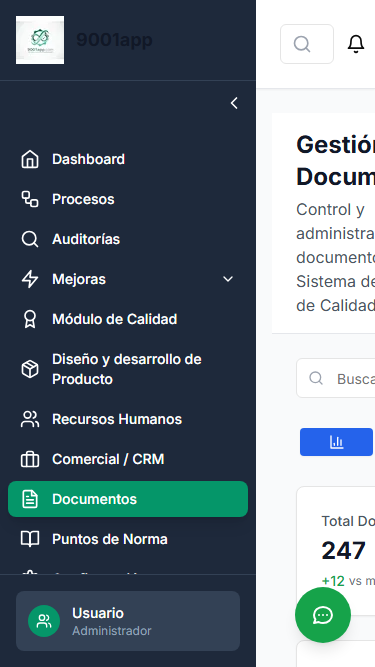 9001app
Dashboard
Procesos
Auditorías
Mejoras
Módulo de Calidad
Diseño y desarrollo de
Producto
Recursos Humanos
Comercial / CRM
Documentos
Puntos de Norma
Usuario
Administrador
Gestión
Docum
Control y
administra
documento
Sistema de
de Calidad
Busca
Total Do
247
+12 vs m